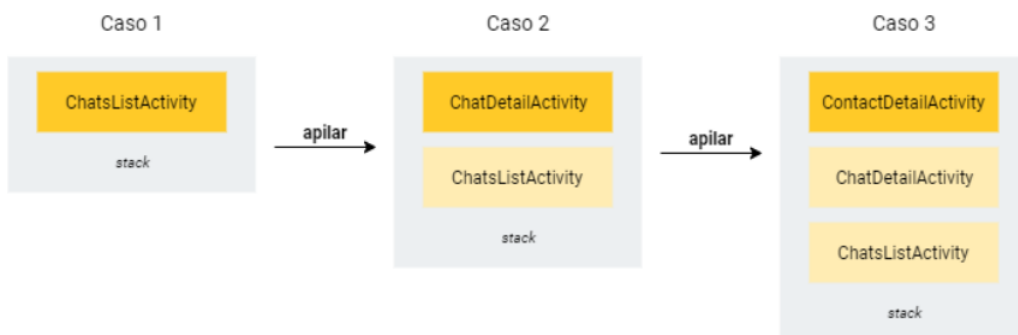 Caso 1
ChatsListActivity
stack
apilar
Caso 2
ChatDetailActivity
ChatsListActivity
stack
apilar
Caso 3
ContactDetailActivity
ChatDetailActivity
ChatsListActivity
stack